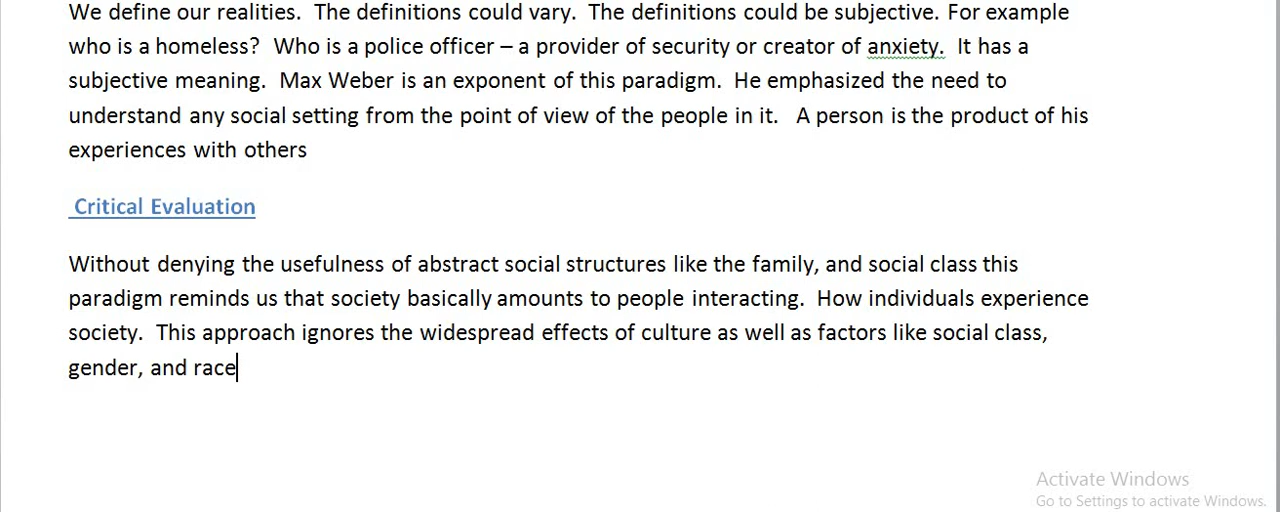 We define our realities.  The definitions could vary.  The definitions could be subjective. For example
who is a homeless?  Who is a police officer – a provider of security or creator of anxiety.  It has a
subjective meaning.  Max Weber is an exponent of this paradigm.  He emphasized the need to
understand any social setting from the point of view of the people in it.   A person is the product of his
experiences with others
Critical Evaluation
Without denying the usefulness of abstract social structures like the family, and social class this
paradigm reminds us that society basically amounts to people interacting.  How individuals experience
society.  This approach ignores the widespread effects of culture as well as factors like social class,
gender, and race
Activate Windows
Go to Settings to activate Windows.